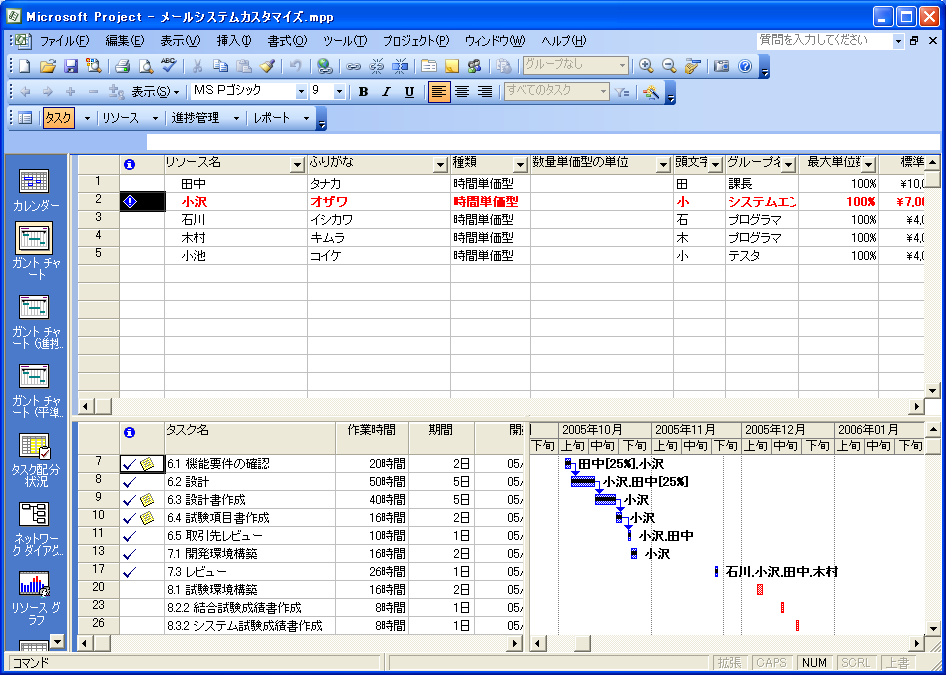 Microsoft Project - メールシステムカスタマイズ.mpp
ファイル(F) 編集(E) 表示(V) 挿入(I) 書式(O) ツール(T) プロジェクト(P) ウィンドウ(W) ヘルプ(H) 質問を入力してください
グループなし
表示(S) MS Pゴシック 9 B I U すべてのタスク
タスク リソース 進捗管理 レポート
カレンダー
ガント チャ
ート
ガント チャ
ート (進捗..
ガント チャ
ート (平準..
タスク配分
状況
ネットワー
ク ダイアグ..
リソース グ
ラフ
リソース名 ふりがな 種類 数量単価型の単位 頭文字 グループ名 最大単位数 標準
1 田中 タナカ 時間単価型 田 課長 100% ¥10,0
2 小沢 オザワ 時間単価型 小 システムエン 100% ¥7,00
3 石川 イシカワ 時間単価型 石 プログラマ 100% ¥4,0
4 木村 キムラ 時間単価型 木 プログラマ 100% ¥4,0
5 小池 コイケ 時間単価型 小 テスタ 100% ¥4,0
タスク名 作業時間 期間 開 2005年10月 2005年11月 2005年12月 2006年01月
下旬 上旬 中旬 下旬 上旬 中旬 下旬 上旬 中旬 下旬 上旬 中旬 下旬
7 6.1 機能要件の確認 20時間 2日 05/ 田中[25%],小沢
8 6.2 設計 50時間 5日 05/ 小沢,田中[25%]
9 6.3 設計書作成 40時間 5日 05/ 小沢
10 6.4 試験項目書作成 16時間 2日 05/ 小沢
11 6.5 取引先レビュー 10時間 1日 05/ 小沢,田中
13 7.1 開発環境構築 16時間 2日 05/ 小沢
17 7.3 レビュー 26時間 1日 05/ 石川,小沢,田中,木村
20 8.1 試験環境構築 16時間 2日 05/
23 8.2.2 結合試験成績書作成 8時間 1日 05/
26 8.3.2 システム試験成績書作成 8時間 1日 05/
コマンド 拡張 CAPS NUM SCRL 上書